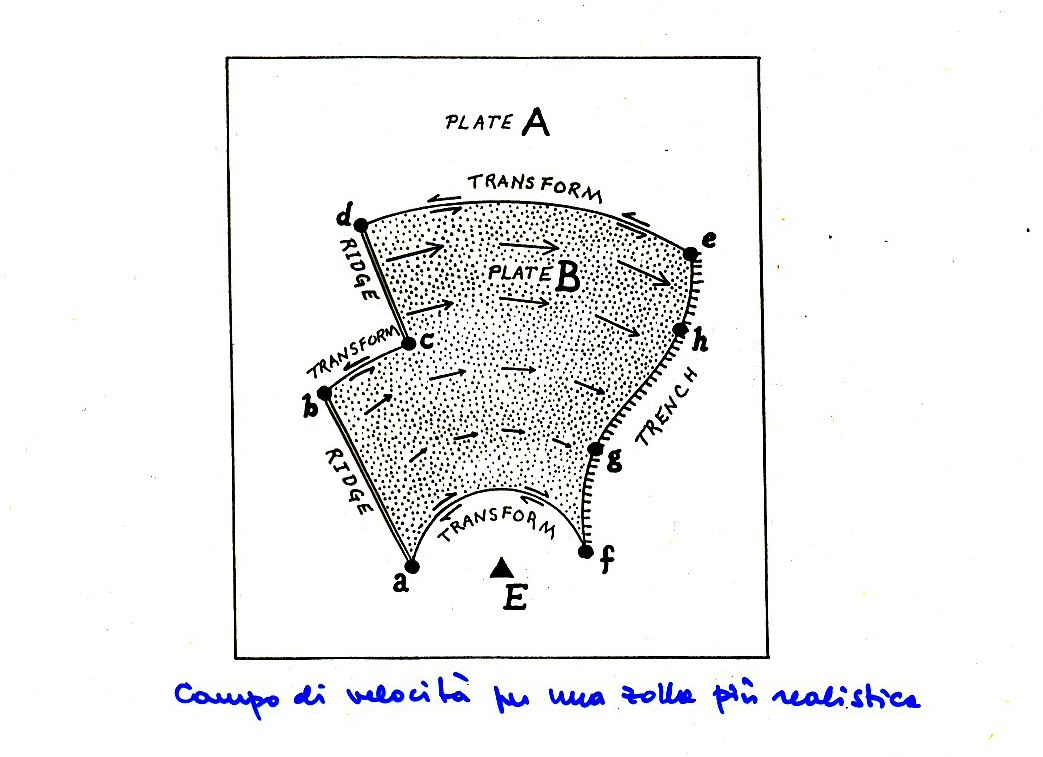 PLATE A
TRANSFORM
d
e
RIDGE
PLATE B
TRANSFORM
c
h
b
TRENCH
RIDGE
g
TRANSFORM
a
f
E
Campo di velocità per una zolla più realistica